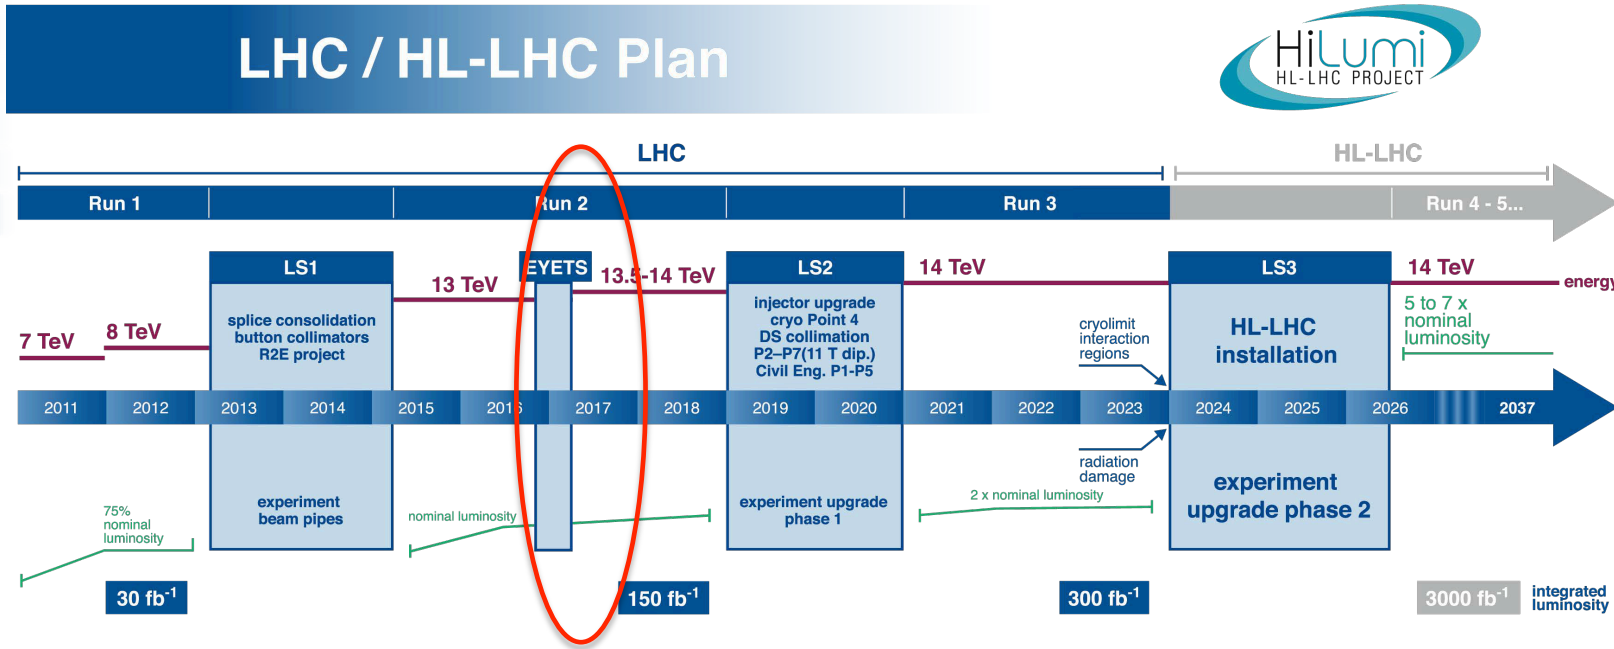 LHC / HL-LHC Plan
HiLumi
HL-LHC PROJECT
LHC
HL-LHC
Run 1
Run 2
Run 3
Run 4 - 5...
LS1
EYETS
LS2
LS3
7 TeV
8 TeV
13 TeV
13.5-14 TeV
14 TeV
14 TeV
energy
splice consolidation
button collimators
R2E project
injector upgrade
cryo Point 4
DS collimation
P2–P7(11 T dip.)
Civil Eng. P1-P5
cryolimit
interaction
regions
HL-LHC
installation
5 to 7 x
nominal
luminosity
2011
2012
2013
2014
2015
2016
2017
2018
2019
2020
2021
2022
2023
2024
2025
2026
2037
75%
nominal
luminosity
experiment
beam pipes
nominal luminosity
experiment upgrade
phase 1
2 x nominal luminosity
radiation
damage
experiment
upgrade phase 2
30 fb⁻¹
150 fb⁻¹
300 fb⁻¹
3000 fb⁻¹
integrated
luminosity